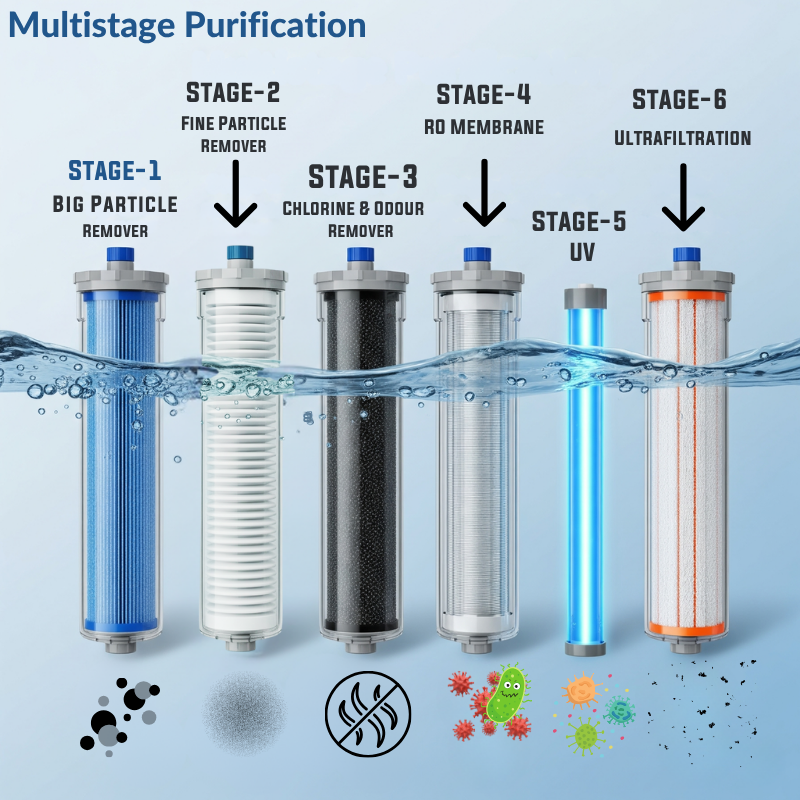 Multistage Purification
STAGE-1
BIG PARTICLE
REMOVER
STAGE-2
FINE PARTICLE
REMOVER
STAGE-3
CHLORINE & ODOUR
REMOVER
STAGE-4
RO MEMBRANE
STAGE-5
UV
STAGE-6
ULTRAFILTRATION